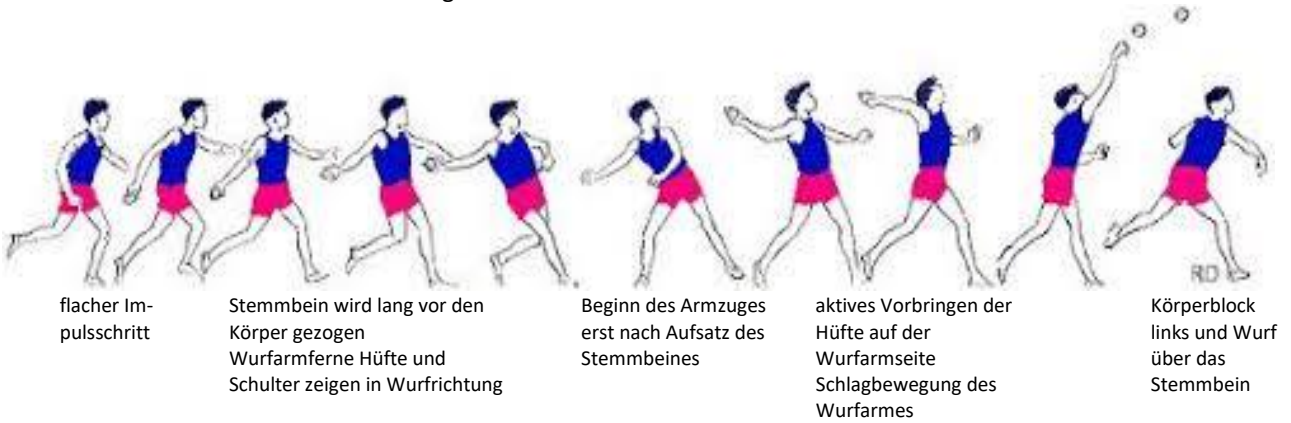 flacher Im-
pulsschritt
Stemmbein wird lang vor den
Körper gezogen
Wurfarmferne Hüfte und
Schulter zeigen in Wurfrichtung
Beginn des Armzuges
erst nach Aufsatz des
Stemmbeines
aktives Vorbringen der
Hüfte auf der
Wurfarmseite
Schlagbewegung des
Wurfarmes
Körperblock
links und Wurf
über das
Stemmbein
RD